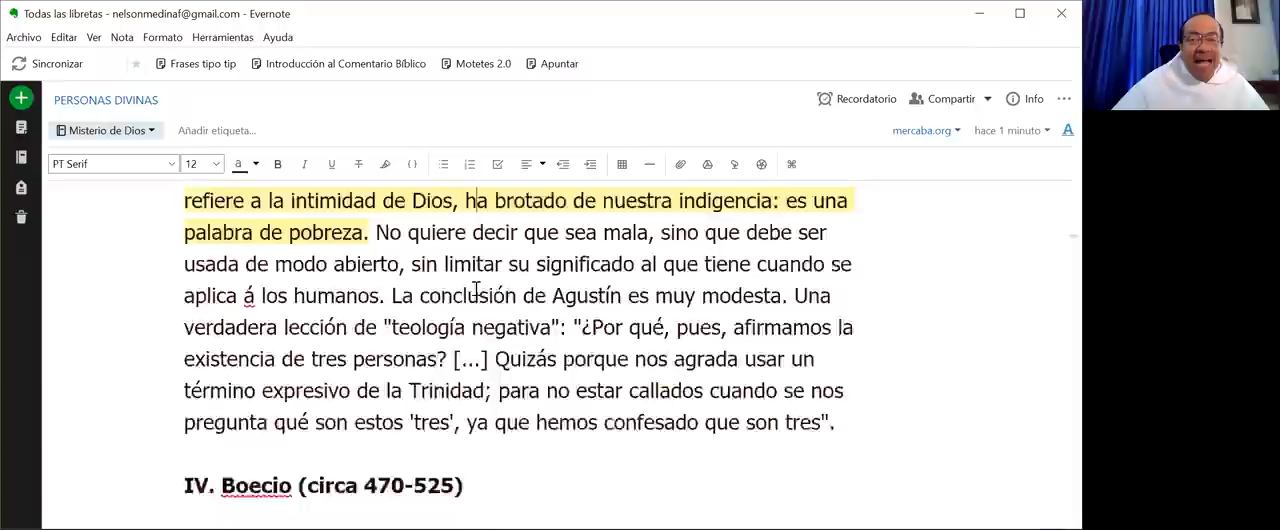 Todas las libretas - nelsonmedinaf@gmail.com - Evernote
Archivo Editar Ver Nota Formato Herramientas Ayuda
Sincronizar Frases tipo tip Introducción al Comentario Bíblico Motetes 2.0 Apuntar
PERSONAS DIVINAS Recordatorio Compartir Info
Misterio de Dios Añadir etiqueta... mercaba.org hace 1 minuto
PT Serif 12 a B I U T
refiere a la intimidad de Dios, ha brotado de nuestra indigencia: es una
palabra de pobreza. No quiere decir que sea mala, sino que debe ser
usada de modo abierto, sin limitar su significado al que tiene cuando se
aplica á los humanos. La conclusión de Agustín es muy modesta. Una
verdadera lección de "teología negativa": "¿Por qué, pues, afirmamos la
existencia de tres personas? [...] Quizás porque nos agrada usar un
término expresivo de la Trinidad; para no estar callados cuando se nos
pregunta qué son estos 'tres', ya que hemos confesado que son tres".
IV. Boecio (circa 470-525)